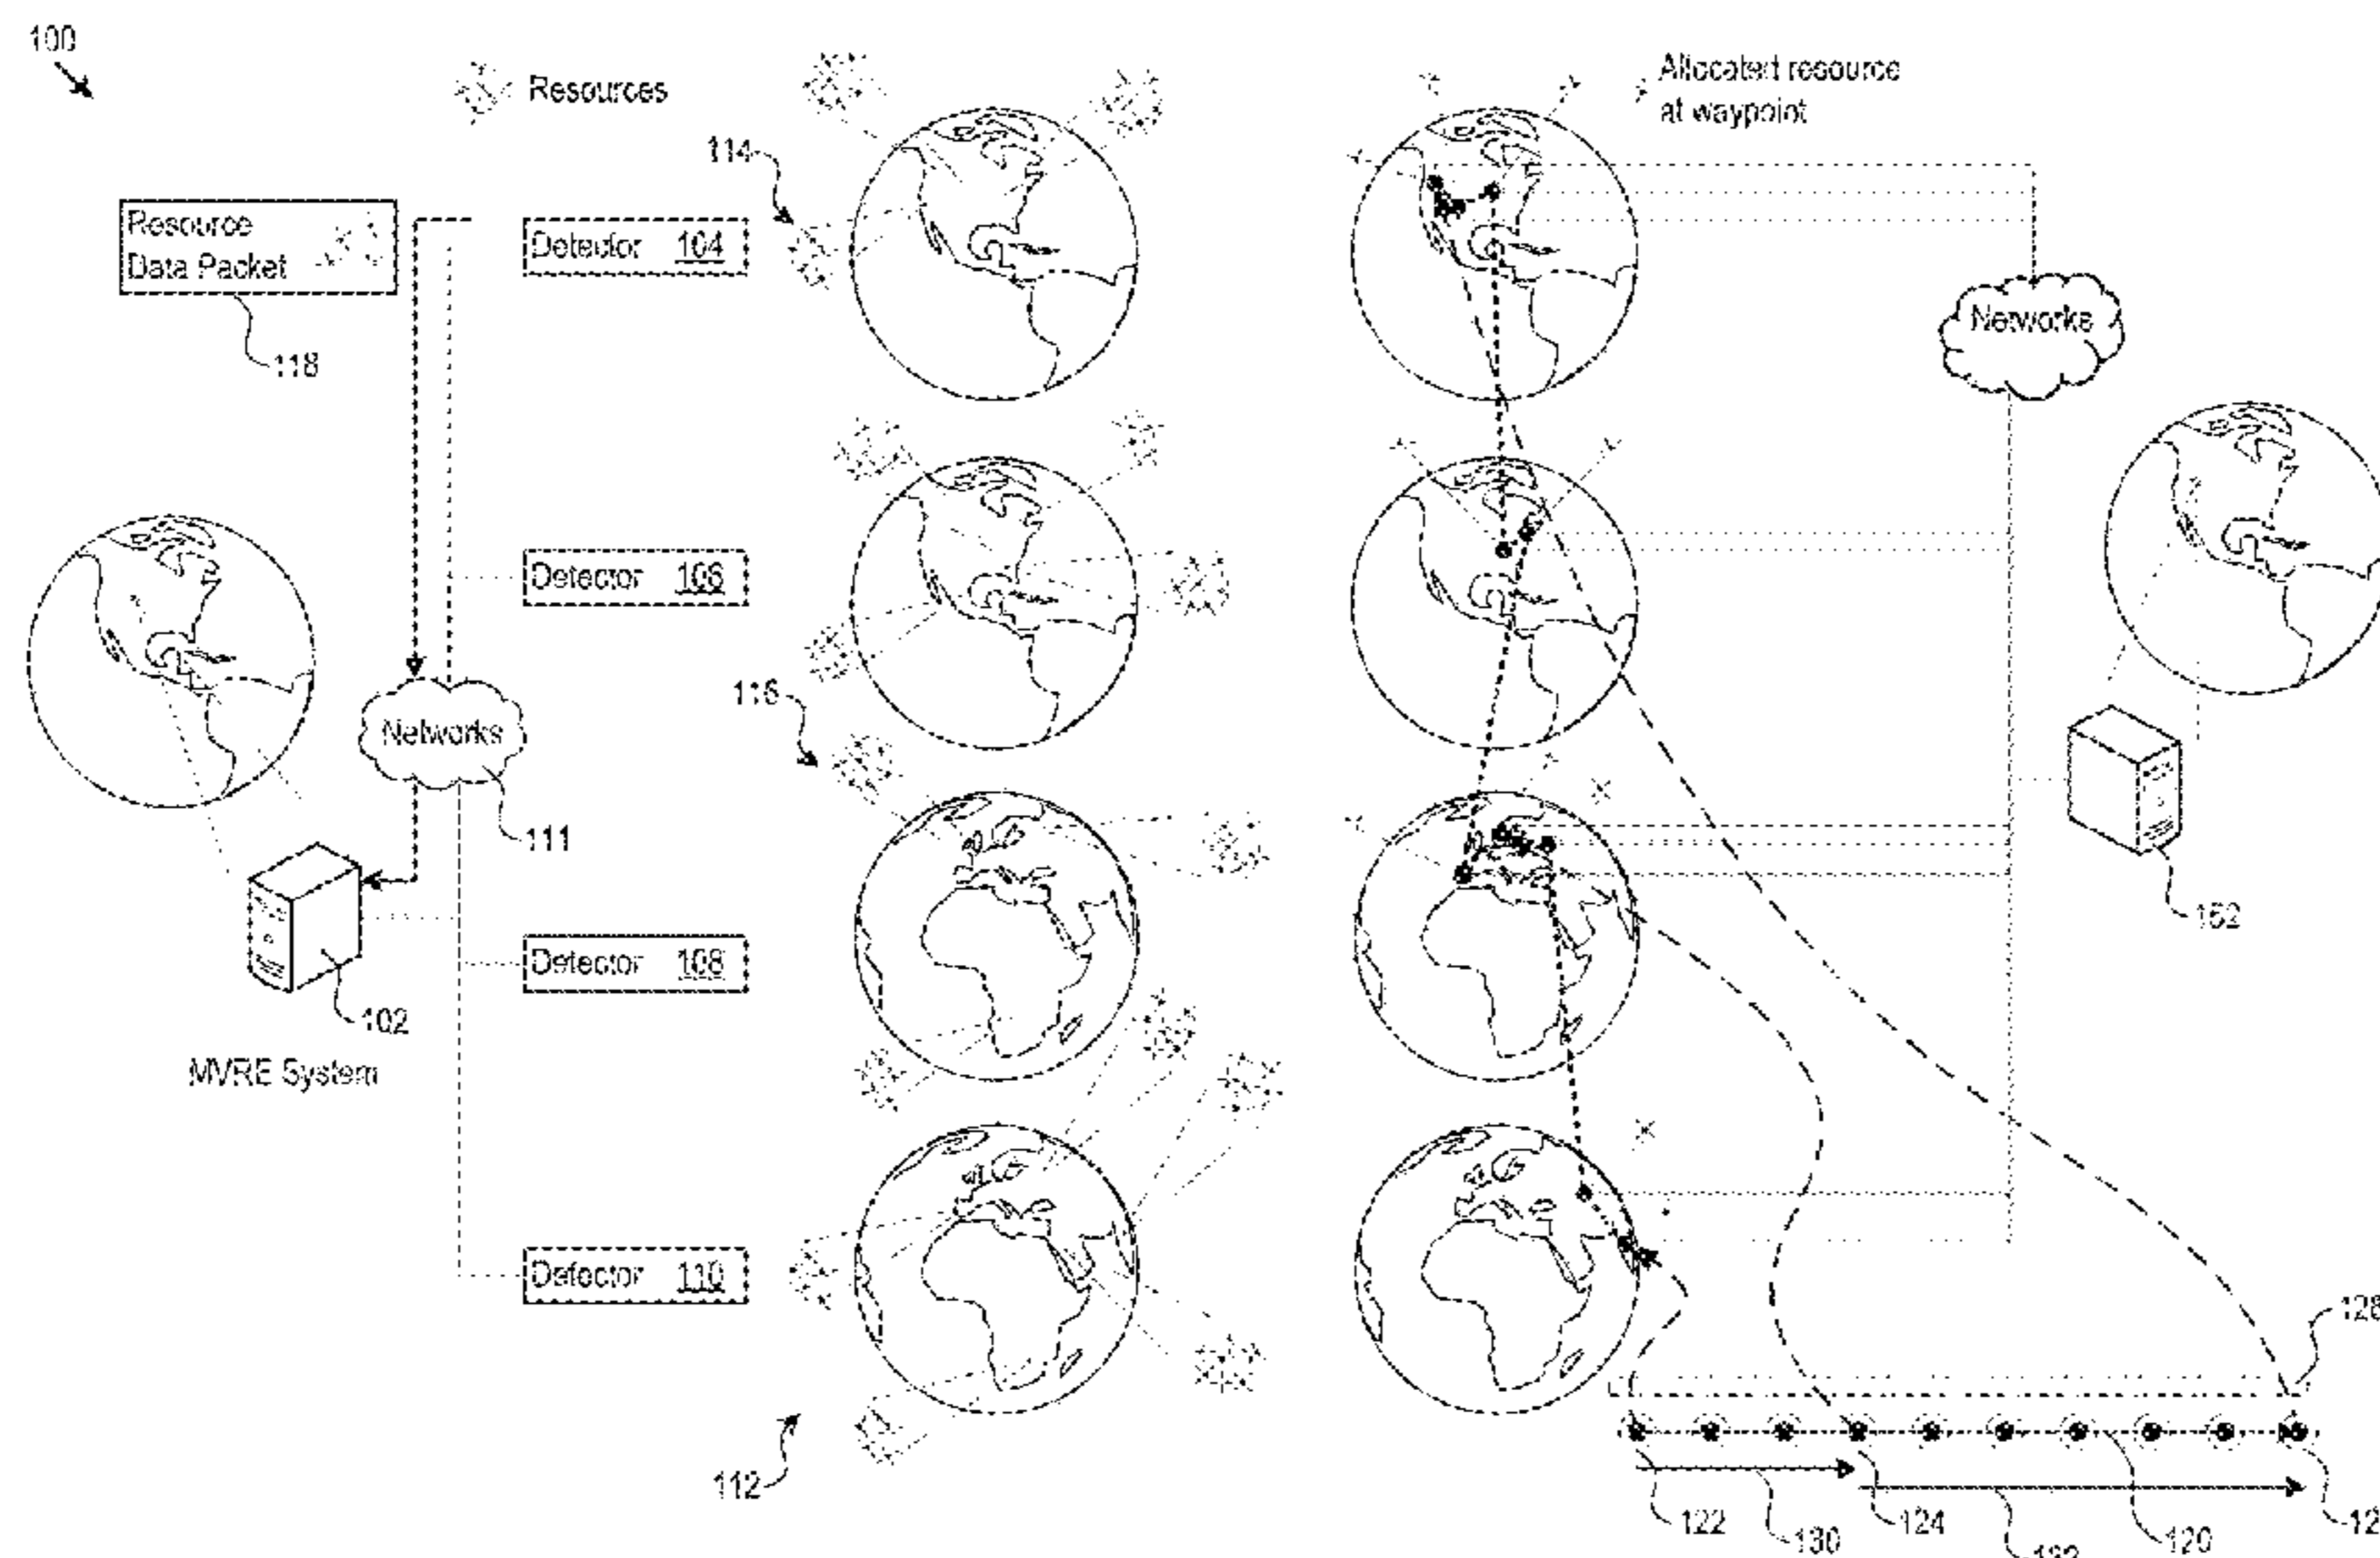 100
Resources
Allocated resource
at waypoint
114
Resource
Data Packet
Detector 104
118
Networks
Detector 106
116
Networks
111
152
Detector 108
102
MVRE System
Detector 110
128
112
122
130
124
120